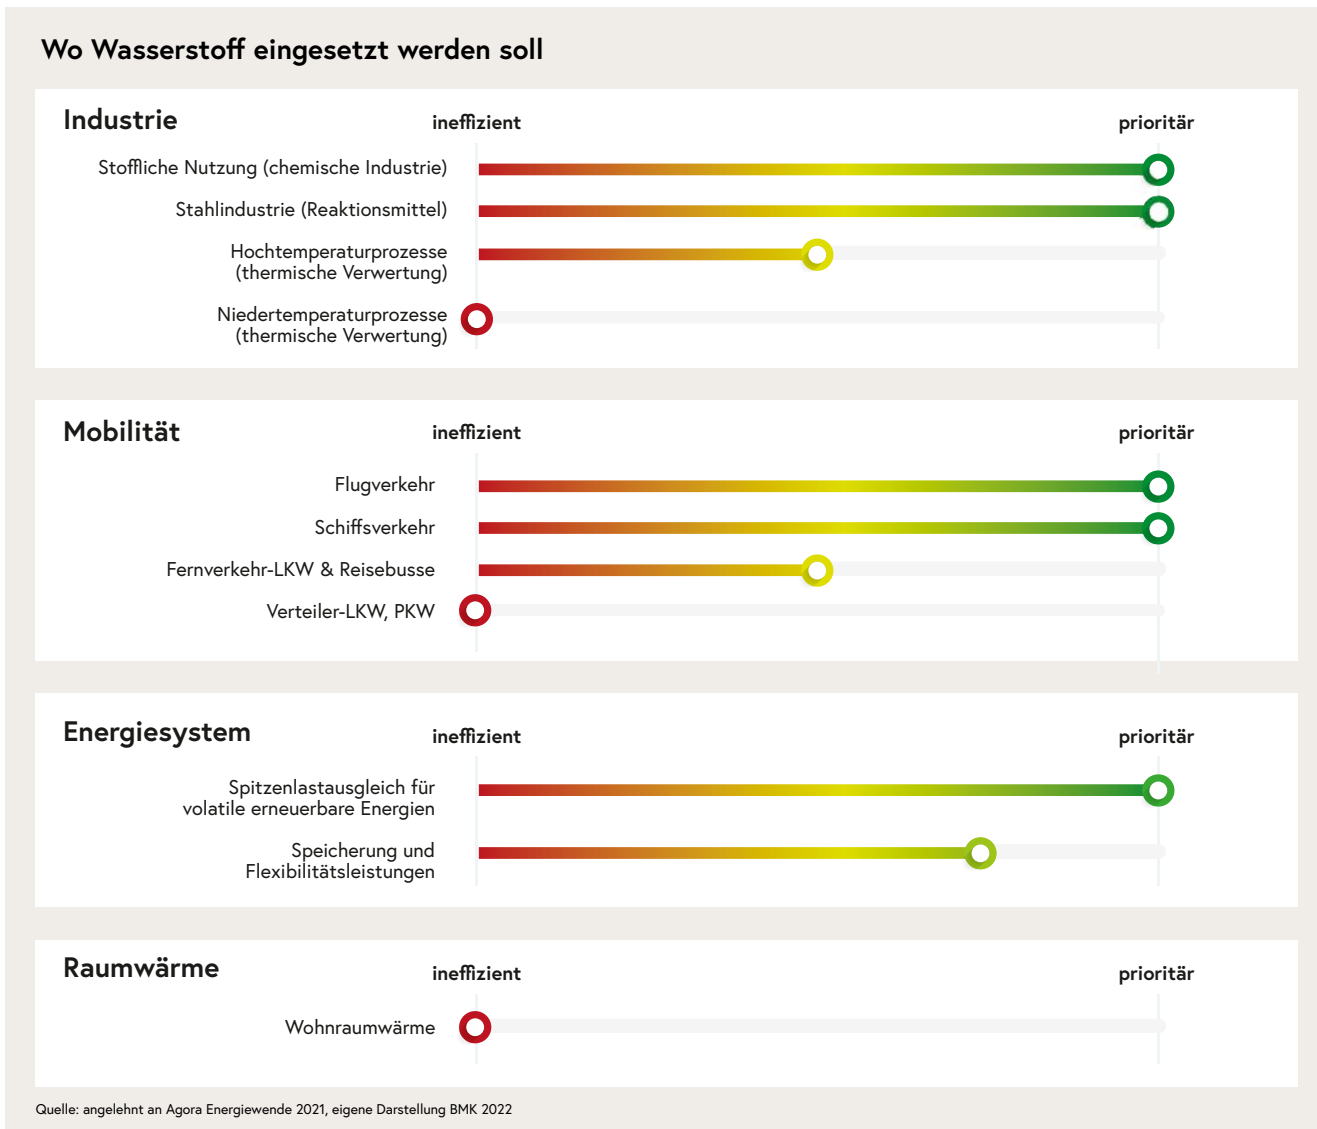 Wo Wasserstoff eingesetzt werden soll
Industrie
ineffizient
prioritär
Stoffliche Nutzung (chemische Industrie)
Stahlindustrie (Reaktionsmittel)
Hochtemperaturprozesse
(thermische Verwertung)
Niedertemperaturprozesse
(thermische Verwertung)
Mobilität
ineffizient
prioritär
Flugverkehr
Schiffsverkehr
Fernverkehr-LKW & Reisebusse
Verteiler-LKW, PKW
Energiesystem
ineffizient
prioritär
Spitzenlastausgleich für
volatile erneuerbare Energien
Speicherung und
Flexibilitätsleistungen
Raumwärme
ineffizient
prioritär
Wohnraumwärme
Quelle: angelehnt an Agora Energiewende 2021, eigene Darstellung BMK 2022